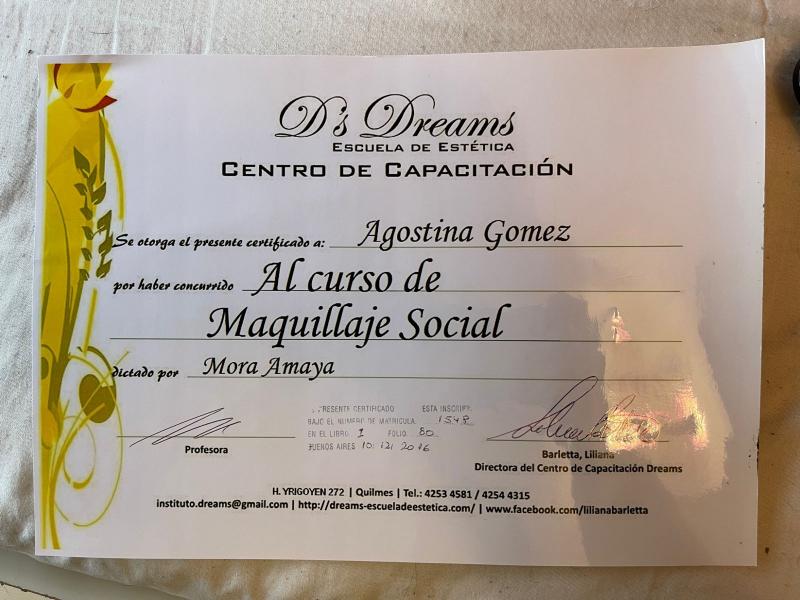 D's Dreams
ESCUELA DE ESTÉTICA
CENTRO DE CAPACITACIÓN
Se otorga el presente certificado a: Agostina Gomez
por haber concurrido Al curso de
Maquillaje Social
dictado por Mora Amaya
PRESENTE CERTIFICADO ESTA INSCRIPT
BAJO EL NUMERO DE MATRICULA 1548
EN EL LIBRO 1 FOLIO 80
BUENOS AIRES 10/12/2016
Profesora
Barletta, Liliana
Directora del Centro de Capacitación Dreams
H. YRIGOYEN 272 | Quilmes | Tel.: 4253 4581 / 4254 4315
instituto.dreams@gmail.com | http://dreams-escueladeestetica.com/ | www.facebook.com/lilianabarletta